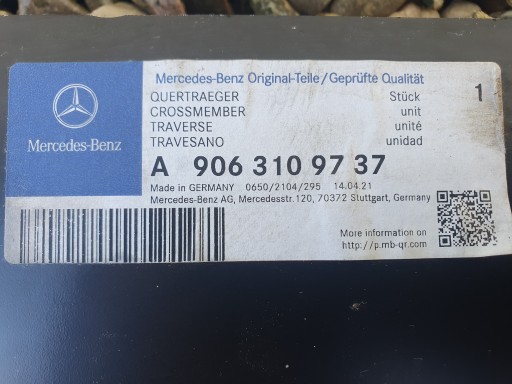 Mercedes-Benz
Mercedes-Benz Original-Teile/Geprüfte Qualität
QUERTRAEGER Stück 1
CROSSMEMBER unit
TRAVERSE unité
TRAVESANO unidad
A 906 310 97 37
Made in GERMANY 0650/2104/295 14.04.21
Mercedes-Benz AG, Mercedesstr. 120, 70372 Stuttgart, Germany
More information on
http://p.mb-qr.com